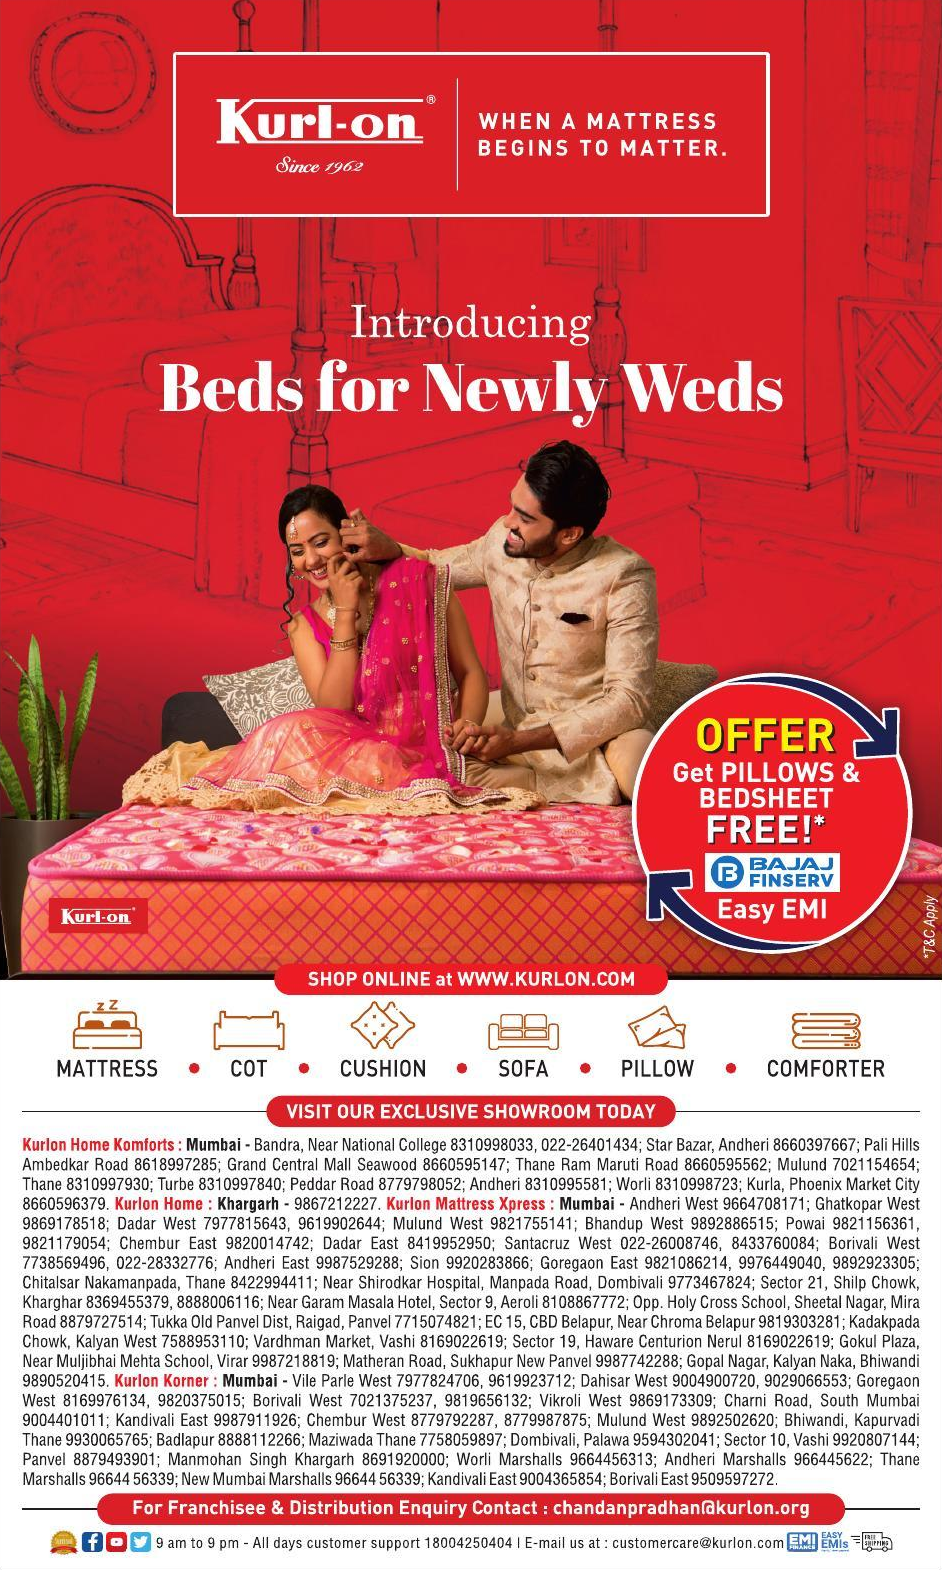 Kurl-on®
Since 1962
WHEN A MATTRESS
BEGINS TO MATTER.
Introducing
Beds for Newly Weds
OFFER
Get PILLOWS &
BEDSHEET
FREE!*
BAJAJ
FINSERV
Easy EMI
*T&C Apply
Kurl-on
SHOP ONLINE at WWW.KURLON.COM
z Z
MATTRESS • COT • CUSHION • SOFA • PILLOW • COMFORTER
VISIT OUR EXCLUSIVE SHOWROOM TODAY
Kurlon Home Komforts : Mumbai - Bandra, Near National College 8310998033, 022-26401434; Star Bazar, Andheri 8660397667; Pali Hills
Ambedkar Road 8618997285; Grand Central Mall Seawood 8660595147; Thane Ram Maruti Road 8660595562; Mulund 7021154654;
Thane 8310997930; Turbe 8310997840; Peddar Road 8779798052; Andheri 8310995581; Worli 8310998723; Kurla, Phoenix Market City
8660596379. Kurlon Home : Khargarh - 9867212227. Kurlon Mattress Xpress : Mumbai - Andheri West 9664708171; Ghatkopar West
9869178518; Dadar West 7977815643, 9619902644; Mulund West 9821755141; Bhandup West 9892886515; Powai 9821156361,
9821179054; Chembur East 9820014742; Dadar East 8419952950; Santacruz West 022-26008746, 8433760084; Borivali West
7738569496, 022-28332776; Andheri East 9987529288; Sion 9920283866; Goregaon East 9821086214, 9976449040, 9892923305;
Chitalsar Nakamanpada, Thane 8422994411; Near Shirodkar Hospital, Manpada Road, Dombivali 9773467824; Sector 21, Shilp Chowk,
Kharghar 8369455379, 8888006116; Near Garam Masala Hotel, Sector 9, Aeroli 8108867772; Opp. Holy Cross School, Sheetal Nagar, Mira
Road 8879727514; Tukka Old Panvel Dist, Raigad, Panvel 7715074821; EC 15, CBD Belapur, Near Chroma Belapur 9819303281; Kadakpada
Chowk, Kalyan West 7588953110; Vardhman Market, Vashi 8169022619; Sector 19, Haware Centurion Nerul 8169022619; Gokul Plaza,
Near Muljibhai Mehta School, Virar 9987218819; Matheran Road, Sukhapur New Panvel 9987742288; Gopal Nagar, Kalyan Naka, Bhiwandi
9890520415. Kurlon Korner : Mumbai - Vile Parle West 7977824706, 9619923712; Dahisar West 9004900720, 9029066553; Goregaon
West 8169976134, 9820375015; Borivali West 7021375237, 9819656132; Vikroli West 9869173309; Charni Road, South Mumbai
9004401011; Kandivali East 9987911926; Chembur West 8779792287, 8779987875; Mulund West 9892502620; Bhiwandi, Kapurvadi
Thane 9930065765; Badlapur 8888112266; Maziwada Thane 7758059897; Dombivali, Palawa 9594302041; Sector 10, Vashi 9920807144;
Panvel 8879493901; Manmohan Singh Khargarh 8691920000; Worli Marshalls 9664456313; Andheri Marshalls 966445622; Thane
Marshalls 96644 56339; New Mumbai Marshalls 96644 56339; Kandivali East 9004365854; Borivali East 9509597272.
For Franchisee & Distribution Enquiry Contact : chandanpradhan@kurlon.org
9 am to 9 pm - All days customer support 18004250404 I E-mail us at : customercare@kurlon.com
EMI
FINANCE
EASY
EMIs
FREE
SHIPPING